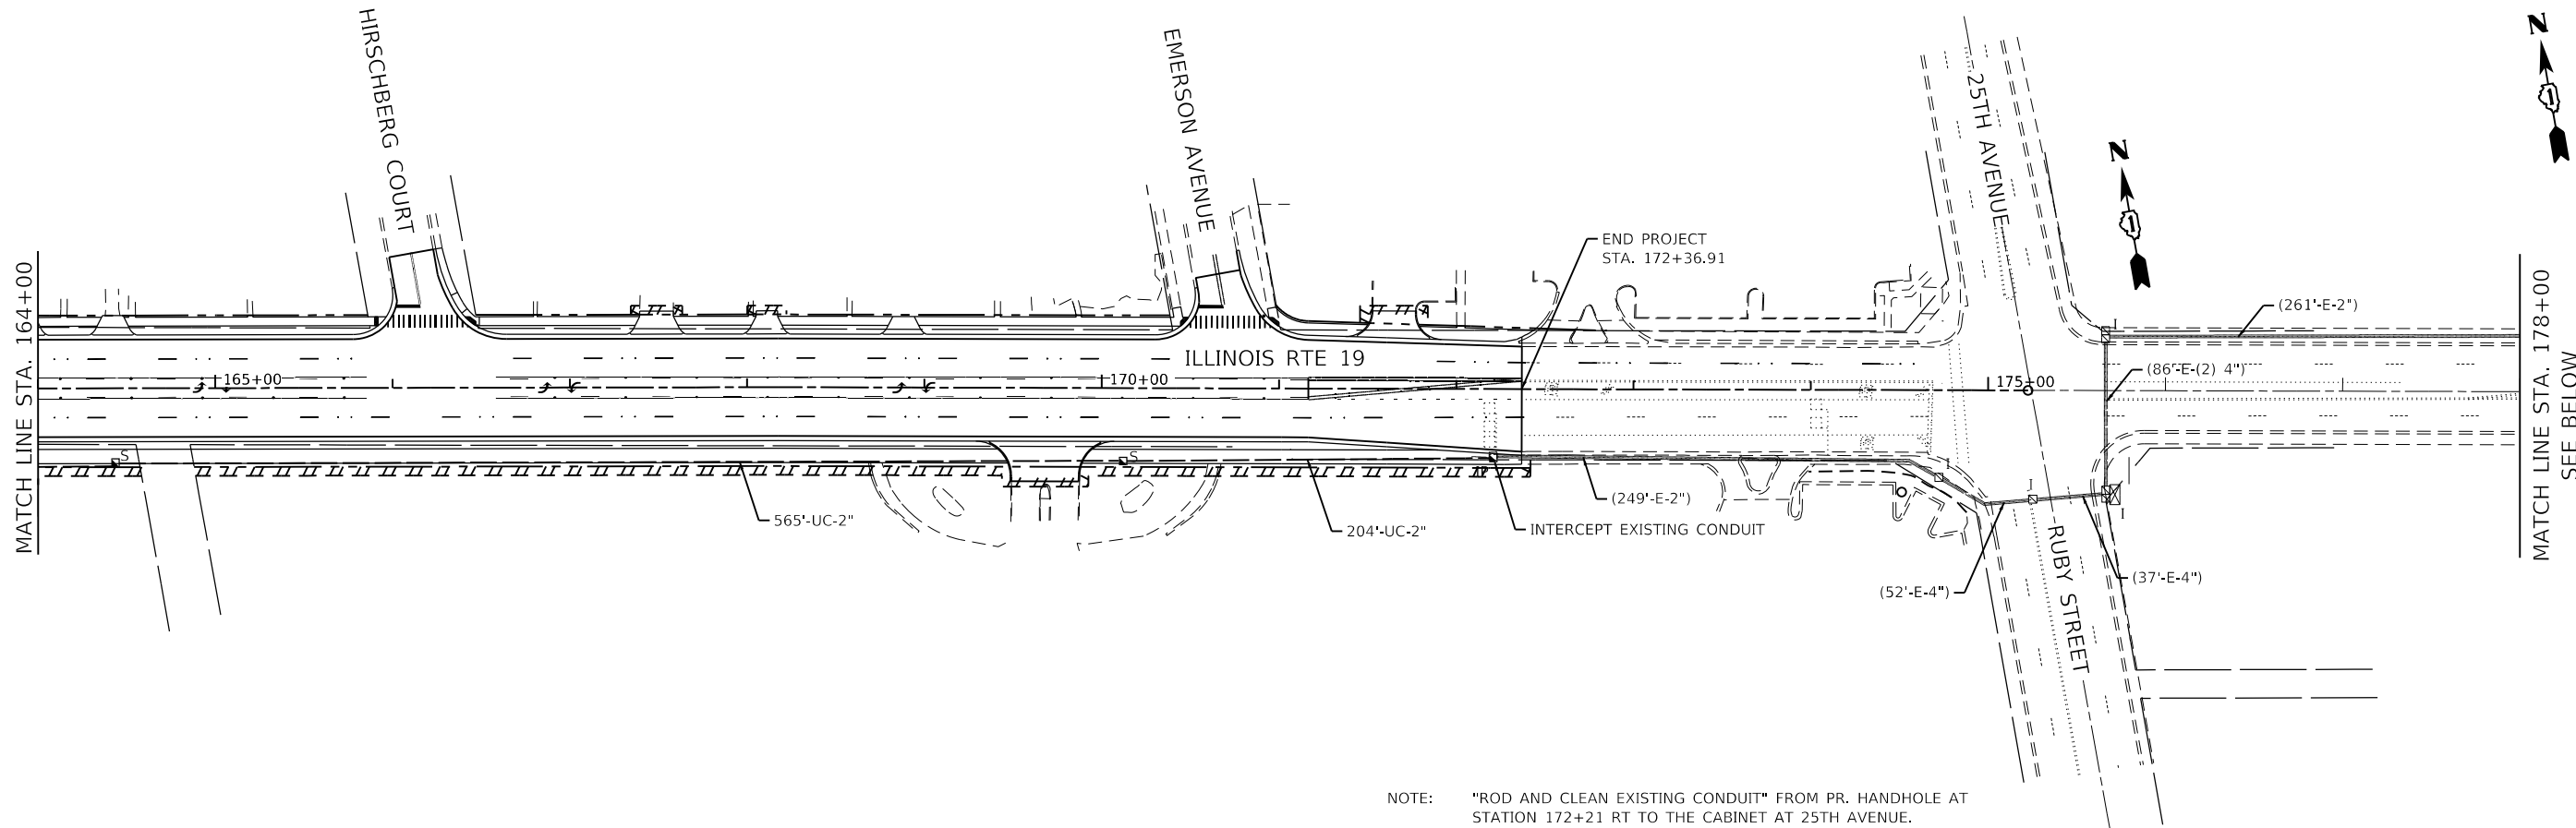 HIRSCHBERG COURT
EMERSON AVENUE
25TH AVENUE
N
1
N
1
END PROJECT
STA. 172+36.91
(261'-E-2")
MATCH LINE STA. 164+00
ILLINOIS RTE 19
165+00
170+00
175+00
(86'-E-(2) 4")
MATCH LINE STA. 178+00
SEE BELOW
S
S
I
I
I
I
565'-UC-2"
204'-UC-2"
INTERCEPT EXISTING CONDUIT
(249'-E-2")
(52'-E-4")
(37'-E-4")
RUBY STREET
NOTE: "ROD AND CLEAN EXISTING CONDUIT" FROM PR. HANDHOLE AT
STATION 172+21 RT TO THE CABINET AT 25TH AVENUE.